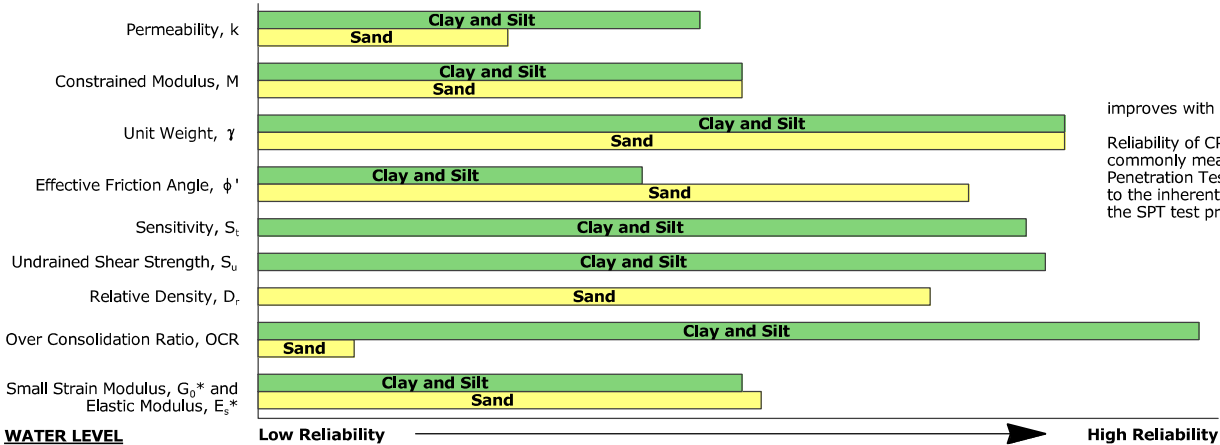 Permeability, k
Clay and Silt
Sand
Constrained Modulus, M
Clay and Silt
Sand
Unit Weight, γ
Clay and Silt
Sand
Effective Friction Angle, ϕ'
Clay and Silt
Sand
Sensitivity, Sₜ
Clay and Silt
Undrained Shear Strength, Sᵤ
Clay and Silt
Relative Density, Dᵣ
Sand
Over Consolidation Ratio, OCR
Clay and Silt
Sand
Small Strain Modulus, G₀* and
Elastic Modulus, Eₛ*
Clay and Silt
Sand
improves with
Reliability of CP
commonly mea
Penetration Tes
to the inherent
the SPT test pr
WATER LEVEL
Low Reliability
High Reliability